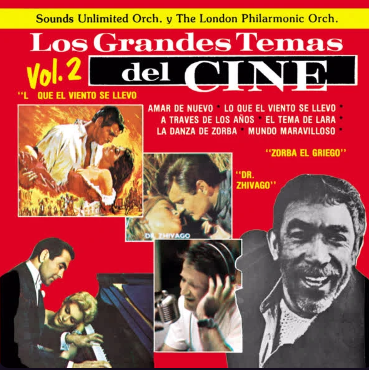 Sounds Unlimited Orch. y The London Philarmonic Orch.
Los Grandes Temas
Vol. 2 del CINE
"L QUE EL VIENTO SE LLEVO
AMAR DE NUEVO * LO QUE EL VIENTO SE LLEVO *
A TRAVES DE LOS AÑOS * EL TEMA DE LARA *
LA DANZA DE ZORBA * MUNDO MARAVILLOSO *
"ZORBA EL GRIEGO"
"DR.
ZHIVAGO"
DR. ZHIVAGO